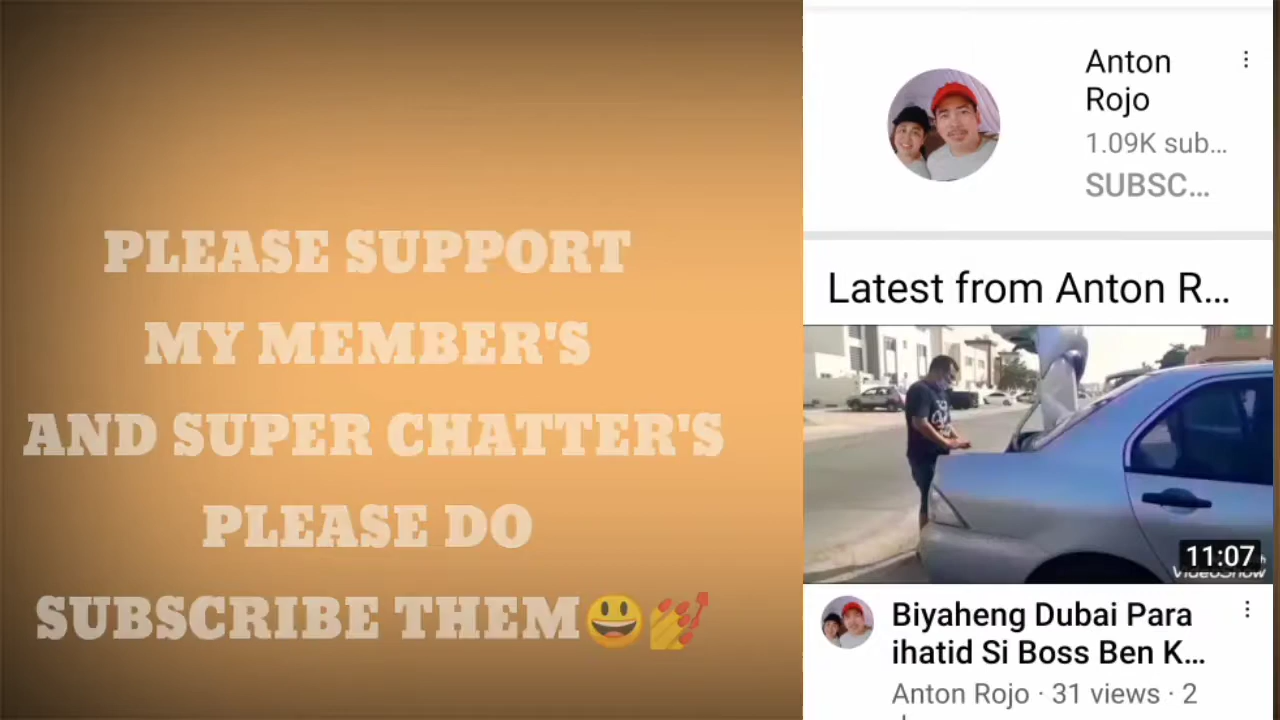 PLEASE SUPPORT
MY MEMBER'S
AND SUPER CHATTER'S
PLEASE DO
SUBSCRIBE THEM😃💅
Anton
Rojo
1.09K sub...
SUBSC...
Latest from Anton R...
11:07
VideoShow
Biyaheng Dubai Para
ihatid Si Boss Ben K...
Anton Rojo · 31 views · 2